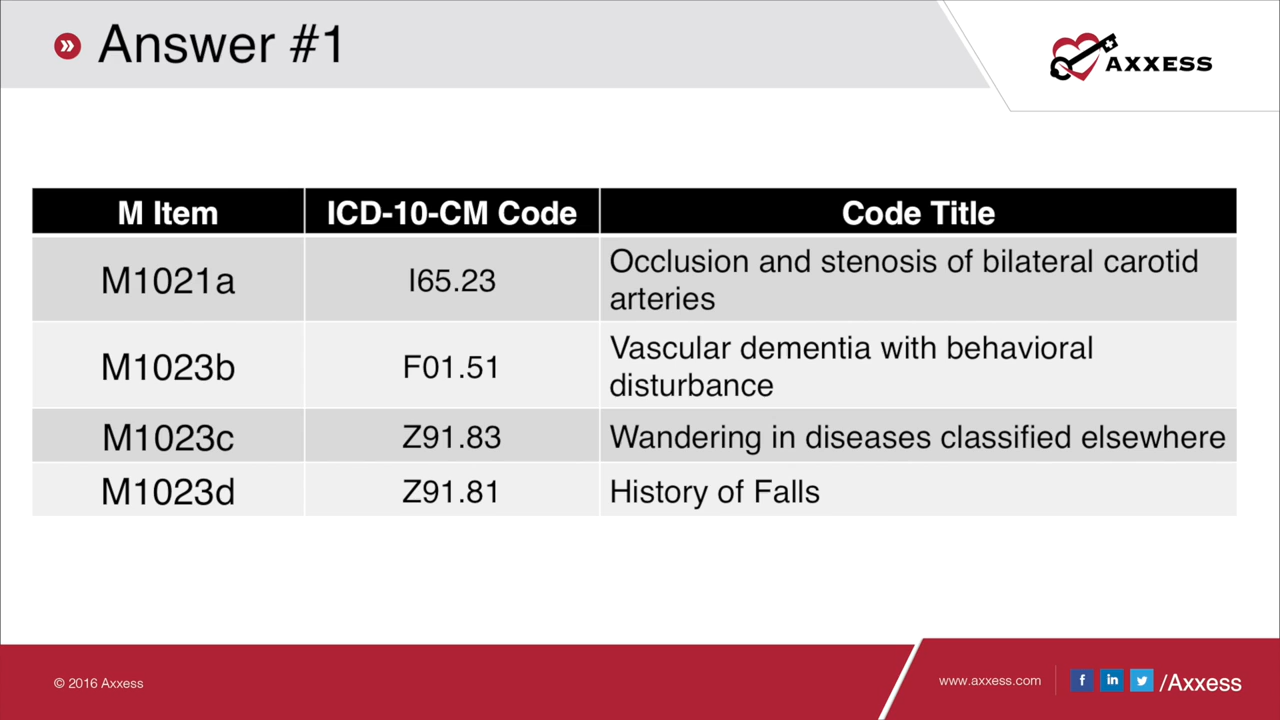 Answer #1
AXXESS
M Item ICD-10-CM Code Code Title
M1021a I65.23 Occlusion and stenosis of bilateral carotid
arteries
M1023b F01.51 Vascular dementia with behavioral
disturbance
M1023c Z91.83 Wandering in diseases classified elsewhere
M1023d Z91.81 History of Falls
© 2016 Axxess
www.axxess.com f in /Axxess